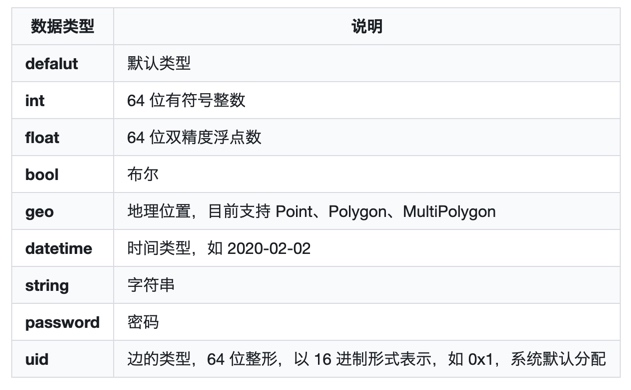 数据类型 说明
defalut 默认类型
int 64 位有符号整数
float 64 位双精度浮点数
bool 布尔
geo 地理位置，目前支持 Point、Polygon、MultiPolygon
datetime 时间类型，如 2020-02-02
string 字符串
password 密码
uid 边的类型，64 位整形，以 16 进制形式表示，如 0x1，系统默认分配